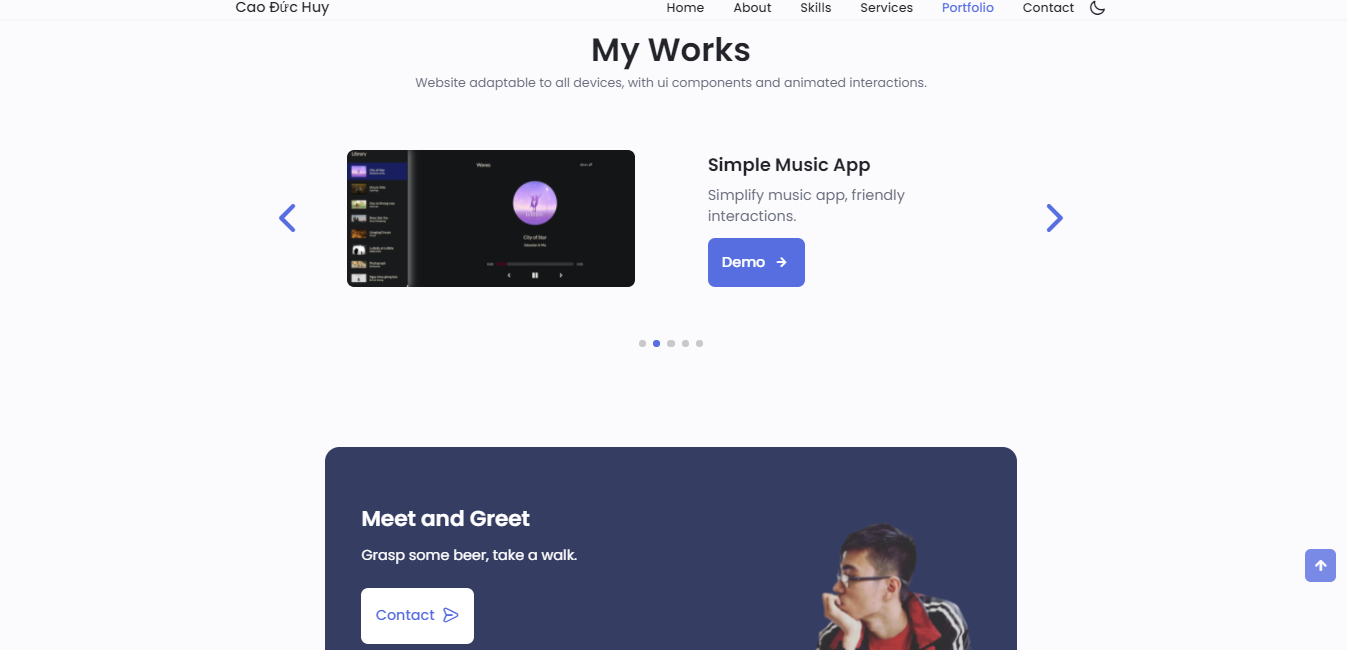 Cao Đức Huy
Home About Skills Services Portfolio Contact
My Works
Website adaptable to all devices, with ui components and animated interactions.
Library
Waves
City of Star
Simple Music App
Simplify music app, friendly
interactions.
Demo
Meet and Greet
Grasp some beer, take a walk.
Contact